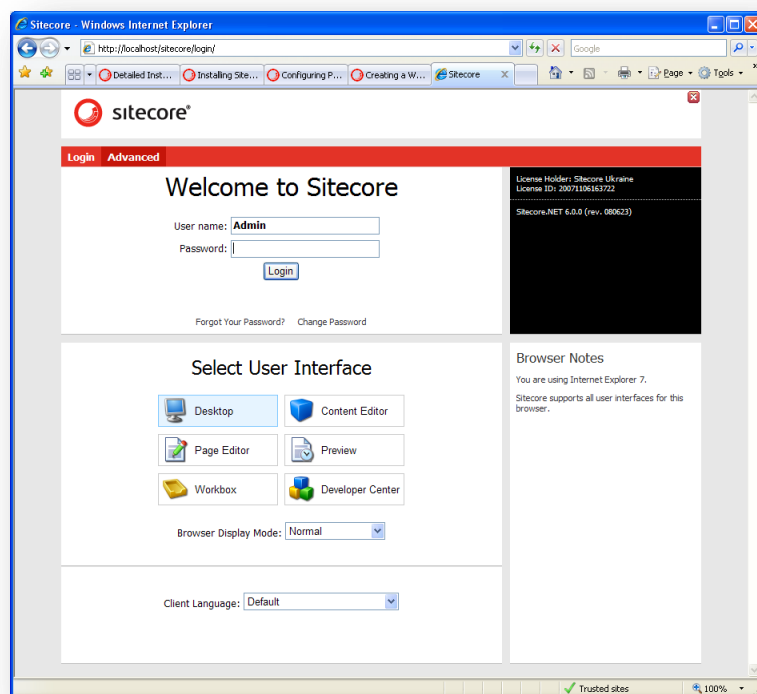 Sitecore - Windows Internet Explorer
http://localhost/sitecore/login/
Google
Detailed Inst...
Installing Site...
Configuring P...
Creating a W...
Sitecore
Page
Tools
sitecore®
Login Advanced
Welcome to Sitecore
User name: Admin
Password:
Login
Forgot Your Password? Change Password
License Holder: Sitecore Ukraine
License ID: 20071106163722
Sitecore.NET 6.0.0 (rev. 080623)
Select User Interface
Desktop
Content Editor
Page Editor
Preview
Workbox
Developer Center
Browser Display Mode: Normal
Client Language: Default
Browser Notes
You are using Internet Explorer 7.
Sitecore supports all user interfaces for this
browser.
Trusted sites
100%